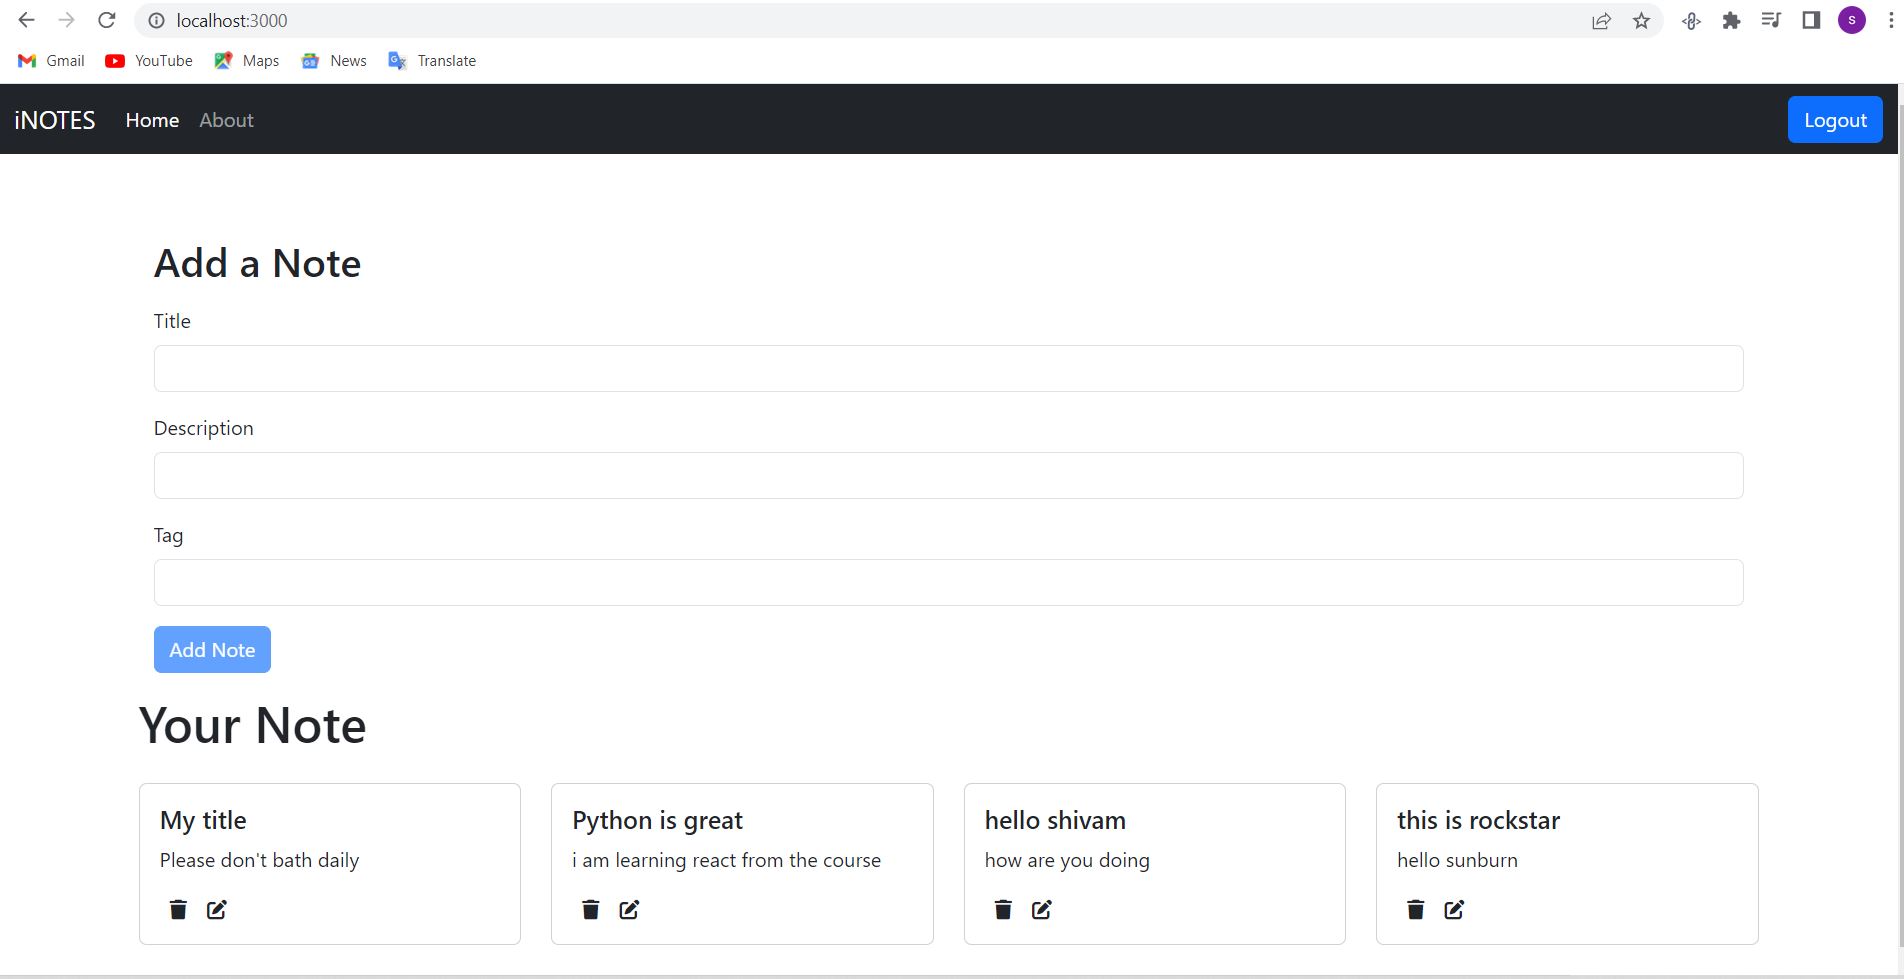 localhost:3000
S
Gmail YouTube Maps News Translate
iNOTES Home About Logout
Add a Note
Title
Description
Tag
Add Note
Your Note
My title
Please don't bath daily
Python is great
i am learning react from the course
hello shivam
how are you doing
this is rockstar
hello sunburn